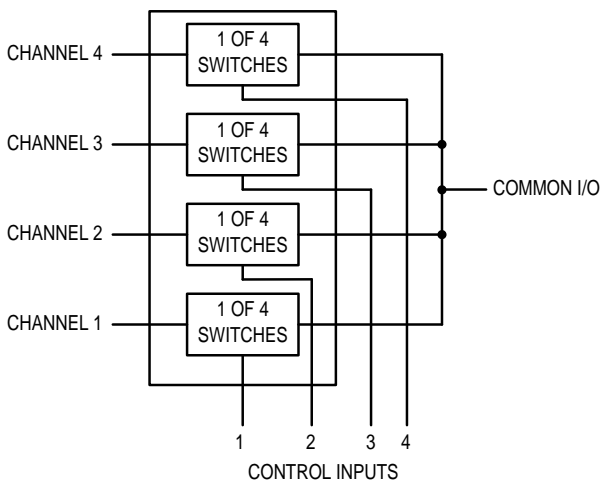 CHANNEL 4
1 OF 4
SWITCHES
CHANNEL 3
1 OF 4
SWITCHES
COMMON I/O
CHANNEL 2
1 OF 4
SWITCHES
CHANNEL 1
1 OF 4
SWITCHES
1 2 3 4
CONTROL INPUTS